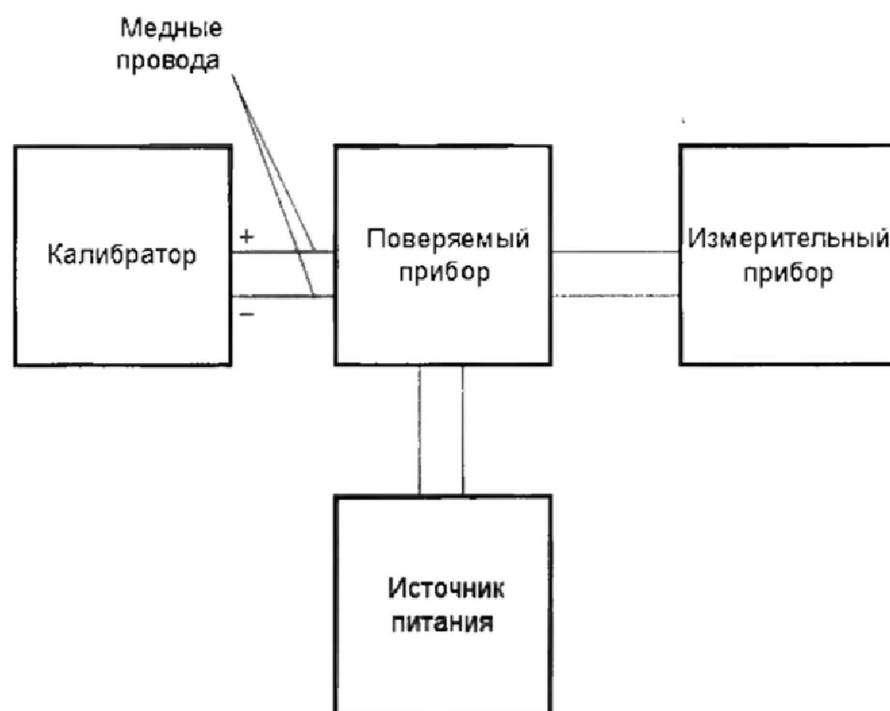 Медные
провода
Калибратор
+
−
Поверяемый
прибор
Измерительный
прибор
Источник
питания